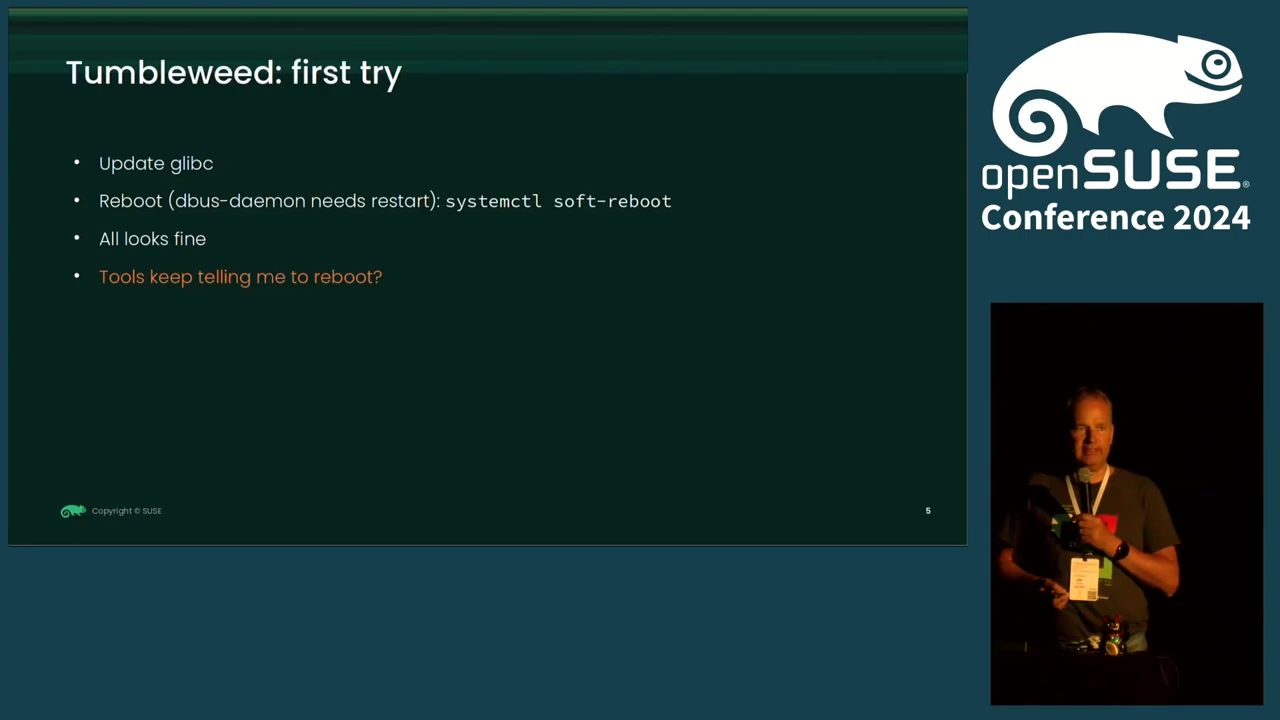 Tumbleweed: first try
• Update glibc
• Reboot (dbus-daemon needs restart): systemctl soft-reboot
• All looks fine
• Tools keep telling me to reboot?
Copyright © SUSE
5
openSUSE®
Conference 2024